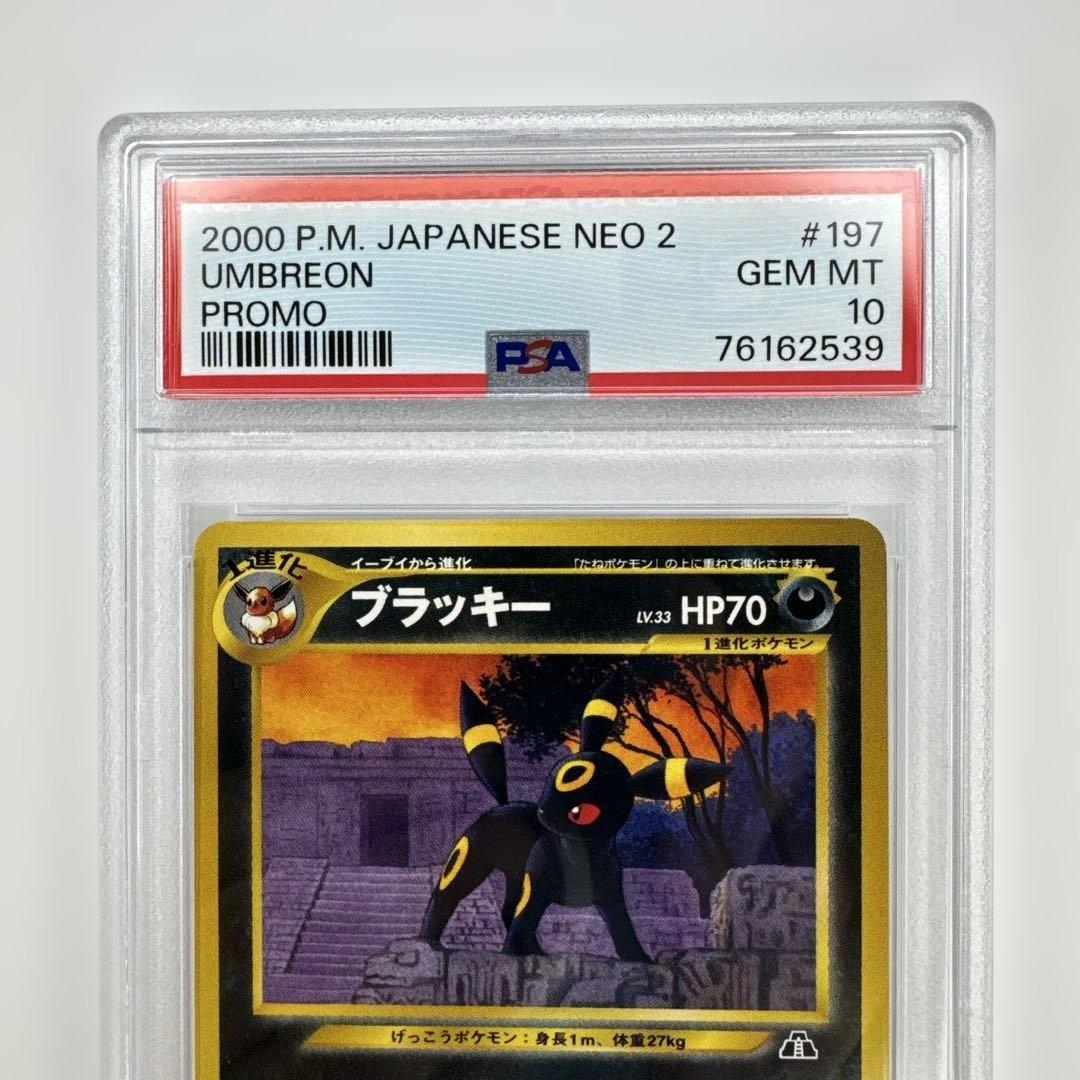 2000 P.M. JAPANESE NEO 2 #197
UMBREON GEM MT
PROMO 10
PSA 76162539
1進化
イーブイから進化 「たねポケモン」の上に重ねて進化させます。
ブラッキー LV.33 HP70
1進化ポケモン
げっこうポケモン：身長1m、体重27kg